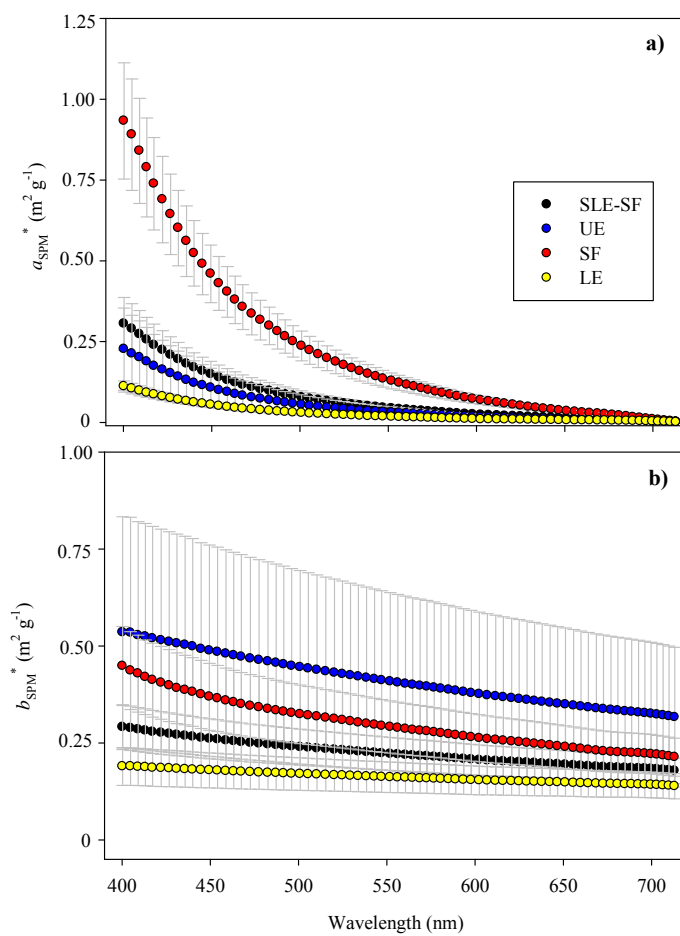 1.25
a)
1.00
0.75
0.50
0.25
0
a_SPM^* (m² g⁻¹)
SLE-SF
UE
SF
LE
1.00
b)
0.75
0.50
0.25
0
b_SPM^* (m² g⁻¹)
400 450 500 550 600 650 700
Wavelength (nm)